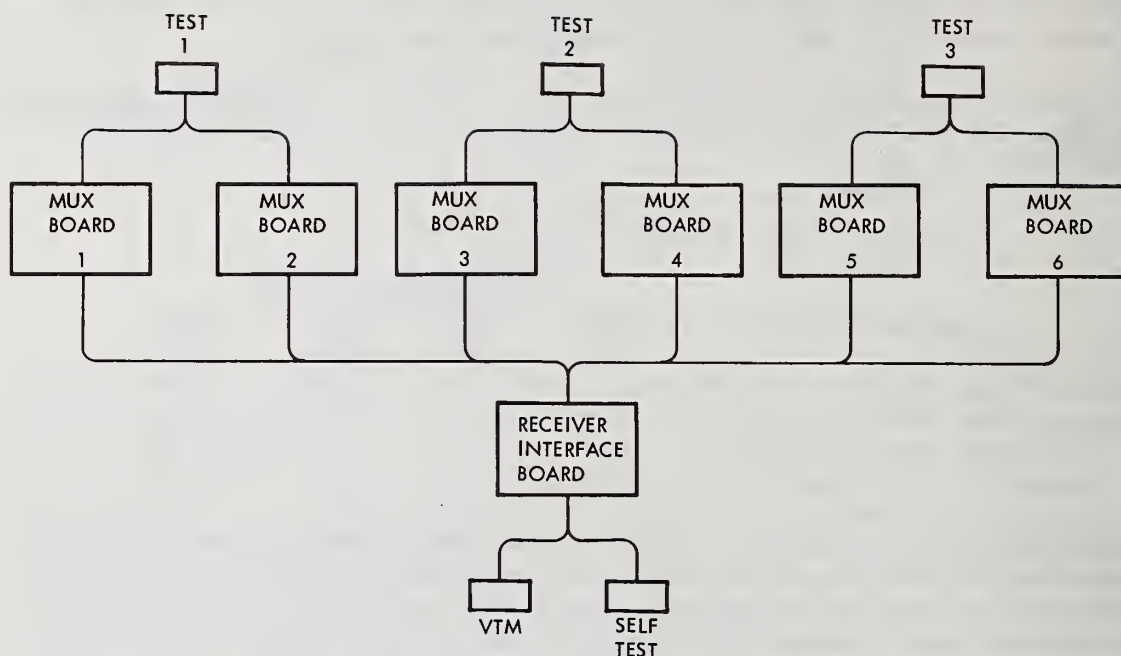 TEST
1
TEST
2
TEST
3
MUX
BOARD
1
MUX
BOARD
2
MUX
BOARD
3
MUX
BOARD
4
MUX
BOARD
5
MUX
BOARD
6
RECEIVER
INTERFACE
BOARD
VTM
SELF
TEST